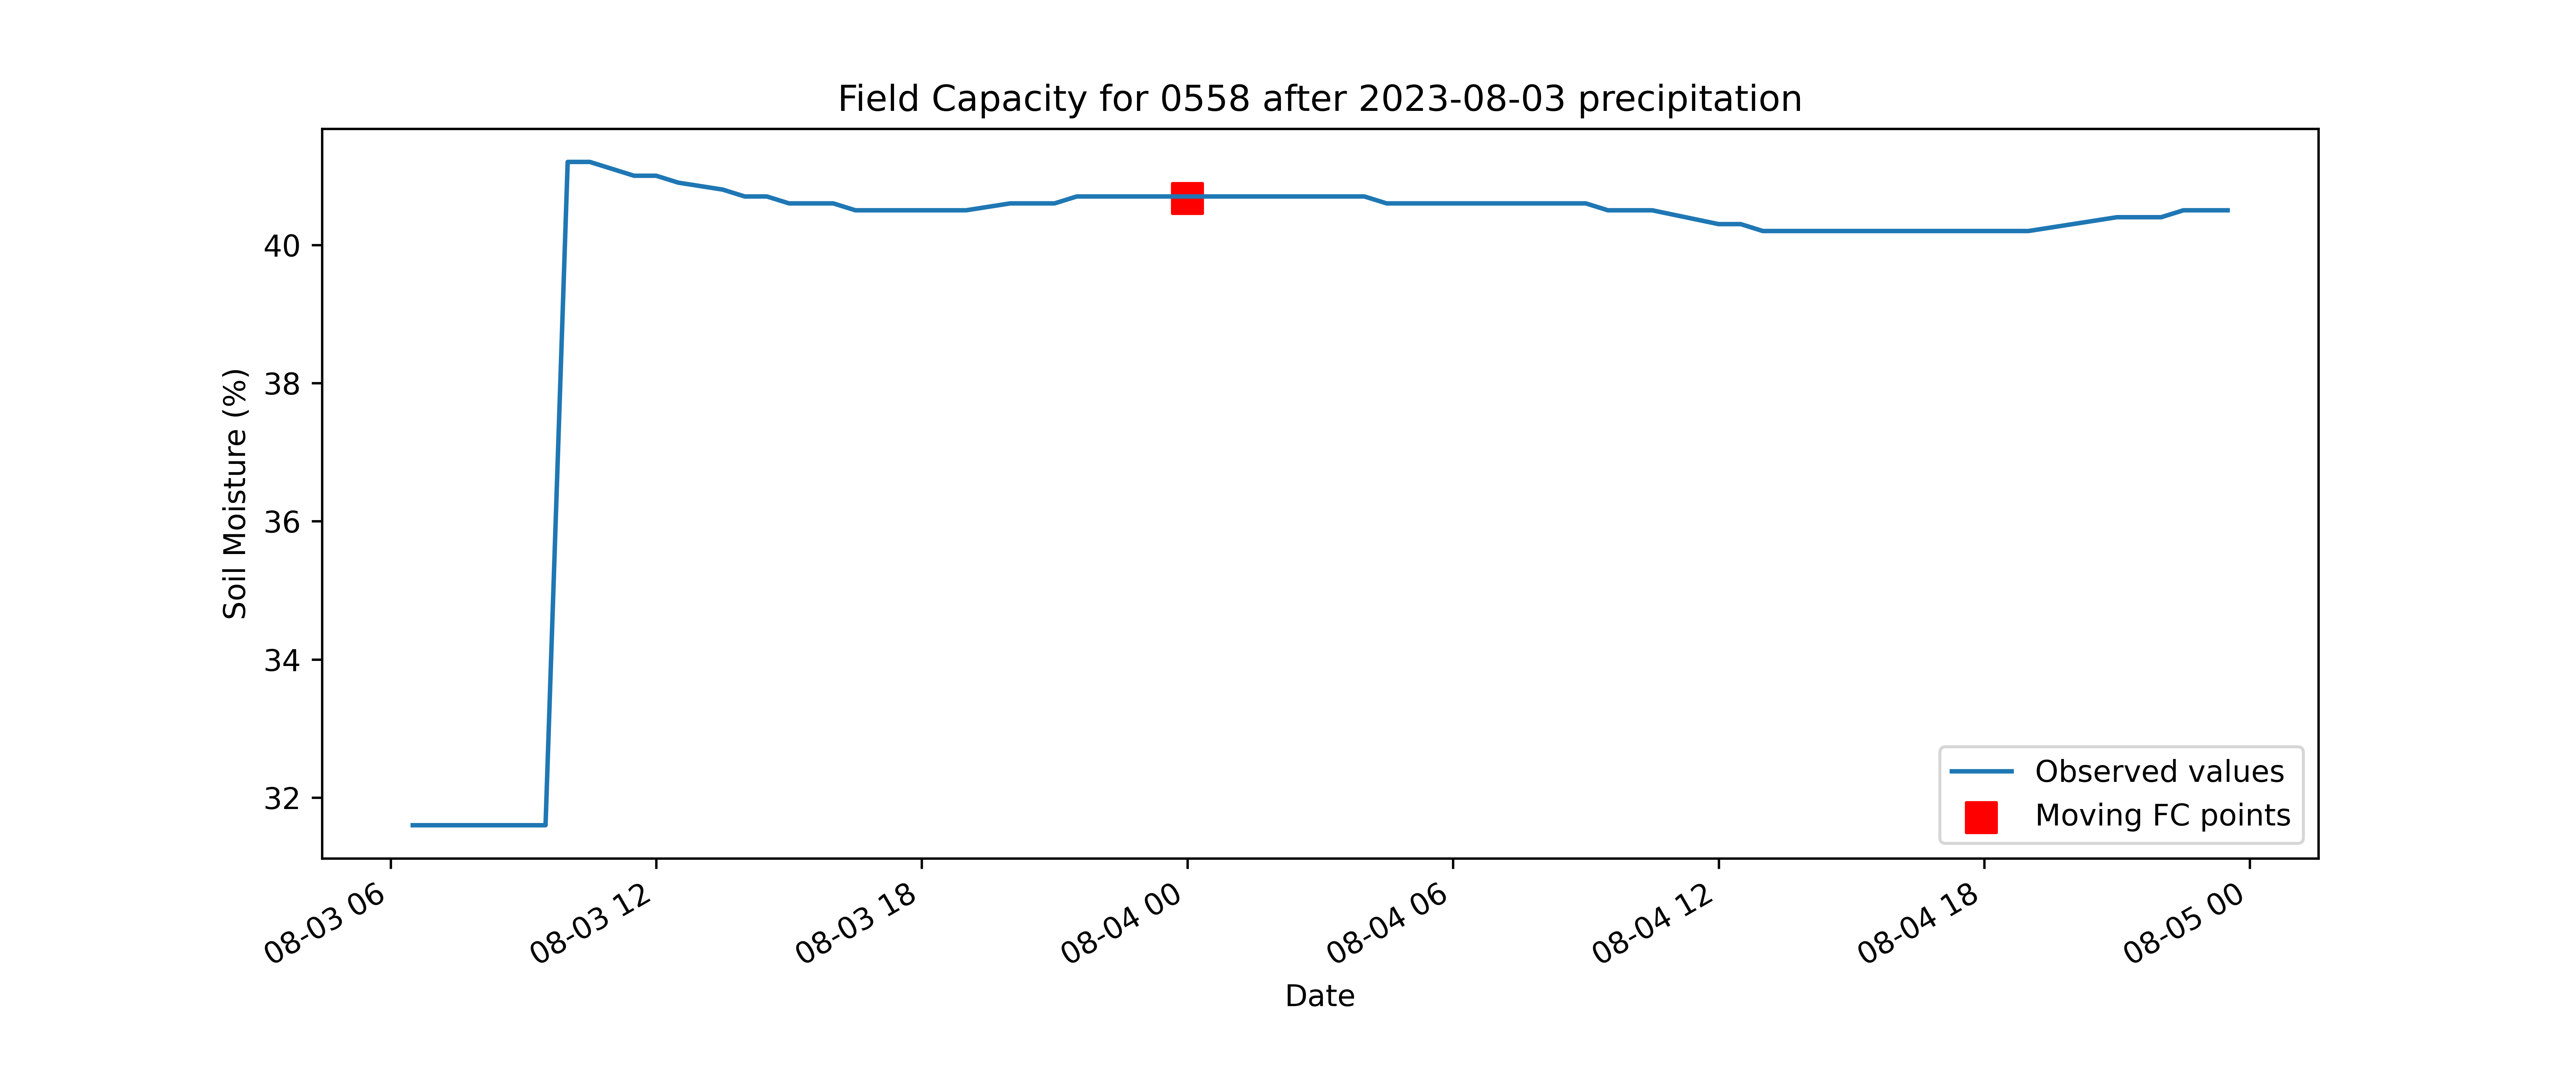 Field Capacity for 0558 after 2023-08-03 precipitation
Soil Moisture (%)
40
38
36
34
32
Observed values
Moving FC points
08-03 06
08-03 12
08-03 18
08-04 00
08-04 06
08-04 12
08-04 18
08-05 00
Date